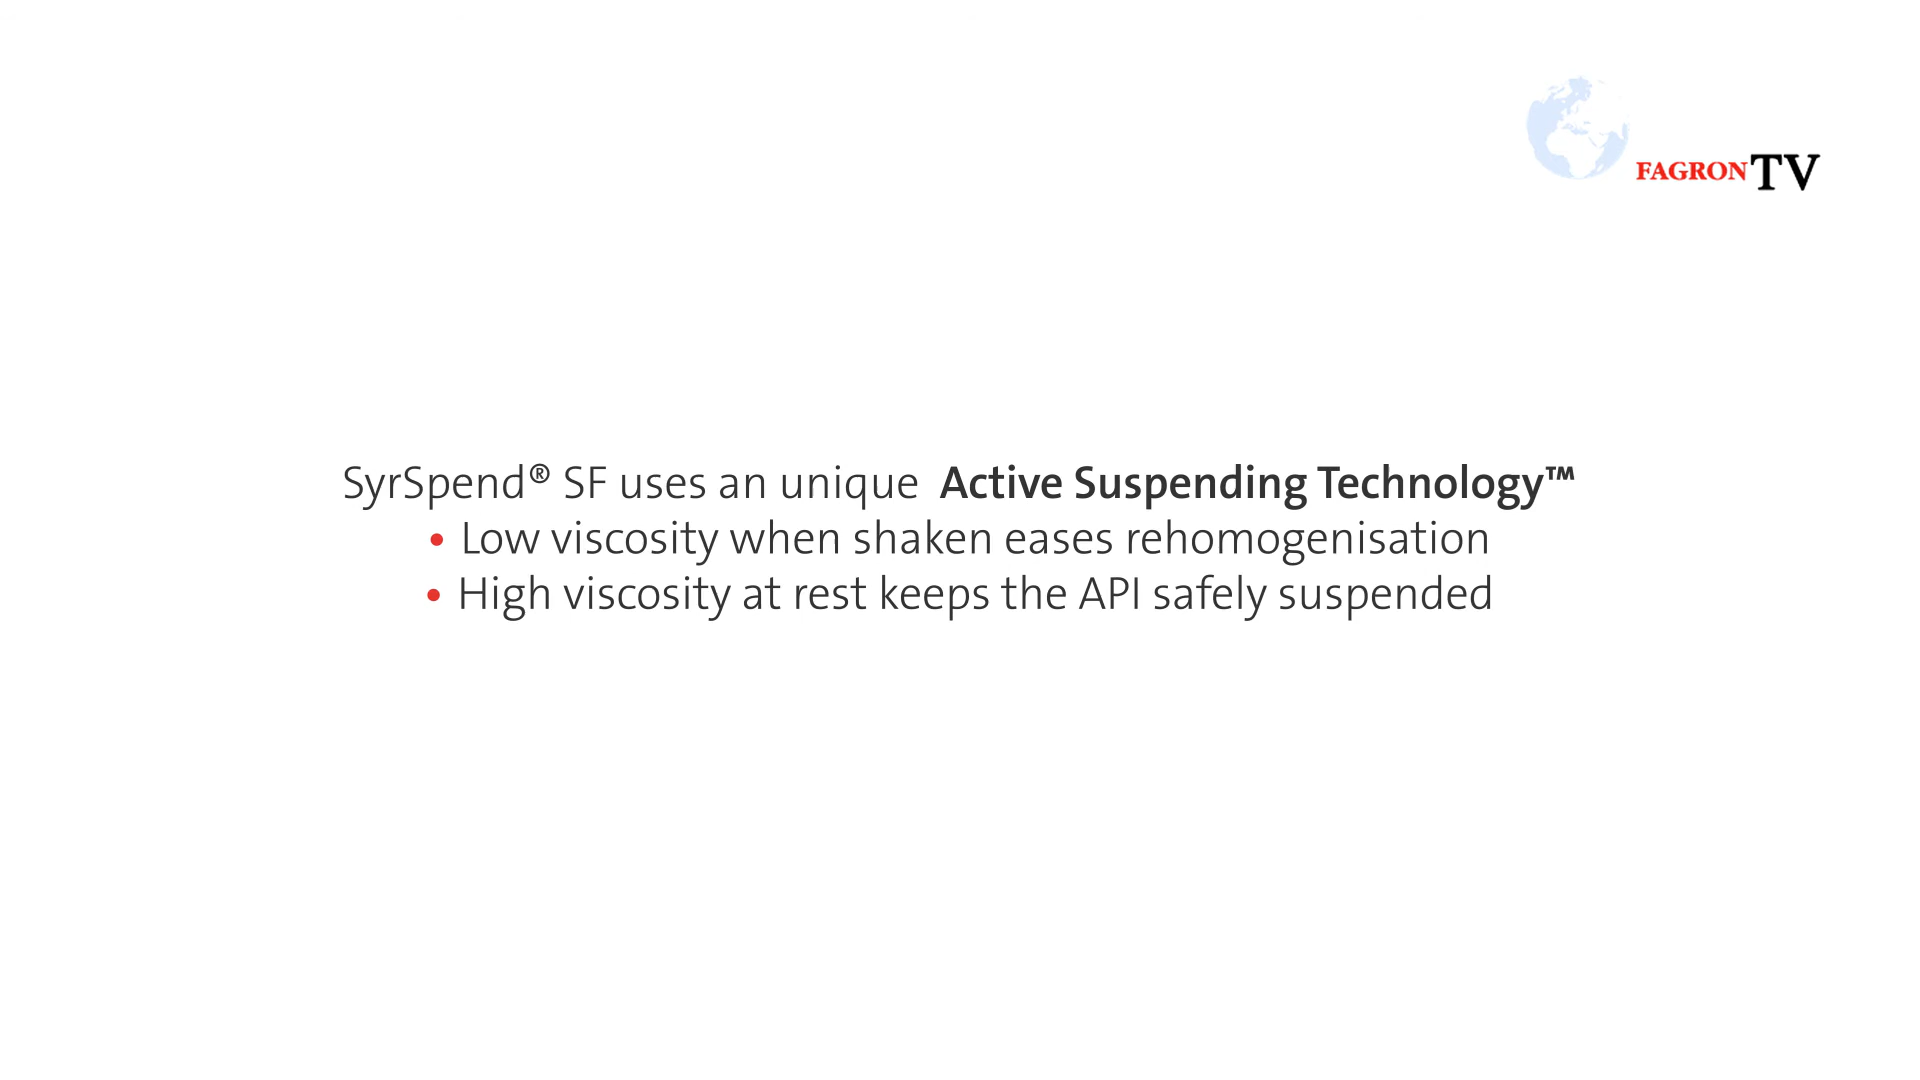 FAGRON TV
SyrSpend® SF uses an unique Active Suspending Technology™
• Low viscosity when shaken eases rehomogenisation
• High viscosity at rest keeps the API safely suspended